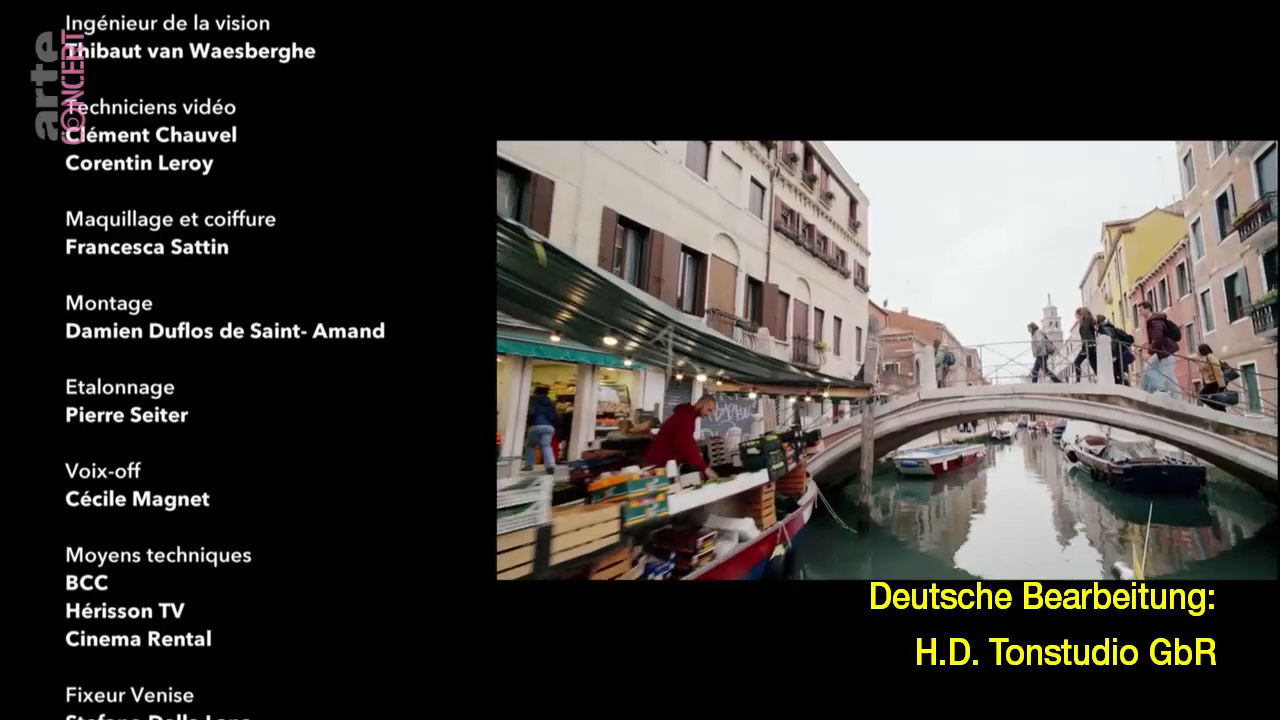 arte
CONCERT
Ingénieur de la vision
Thibaut van Waesberghe
Techniciens vidéo
Clément Chauvel
Corentin Leroy
Maquillage et coiffure
Francesca Sattin
Montage
Damien Duflos de Saint- Amand
Etalonnage
Pierre Seiter
Voix-off
Cécile Magnet
Moyens techniques
BCC
Hérisson TV
Cinema Rental
Fixeur Venise
Deutsche Bearbeitung:
H.D. Tonstudio GbR